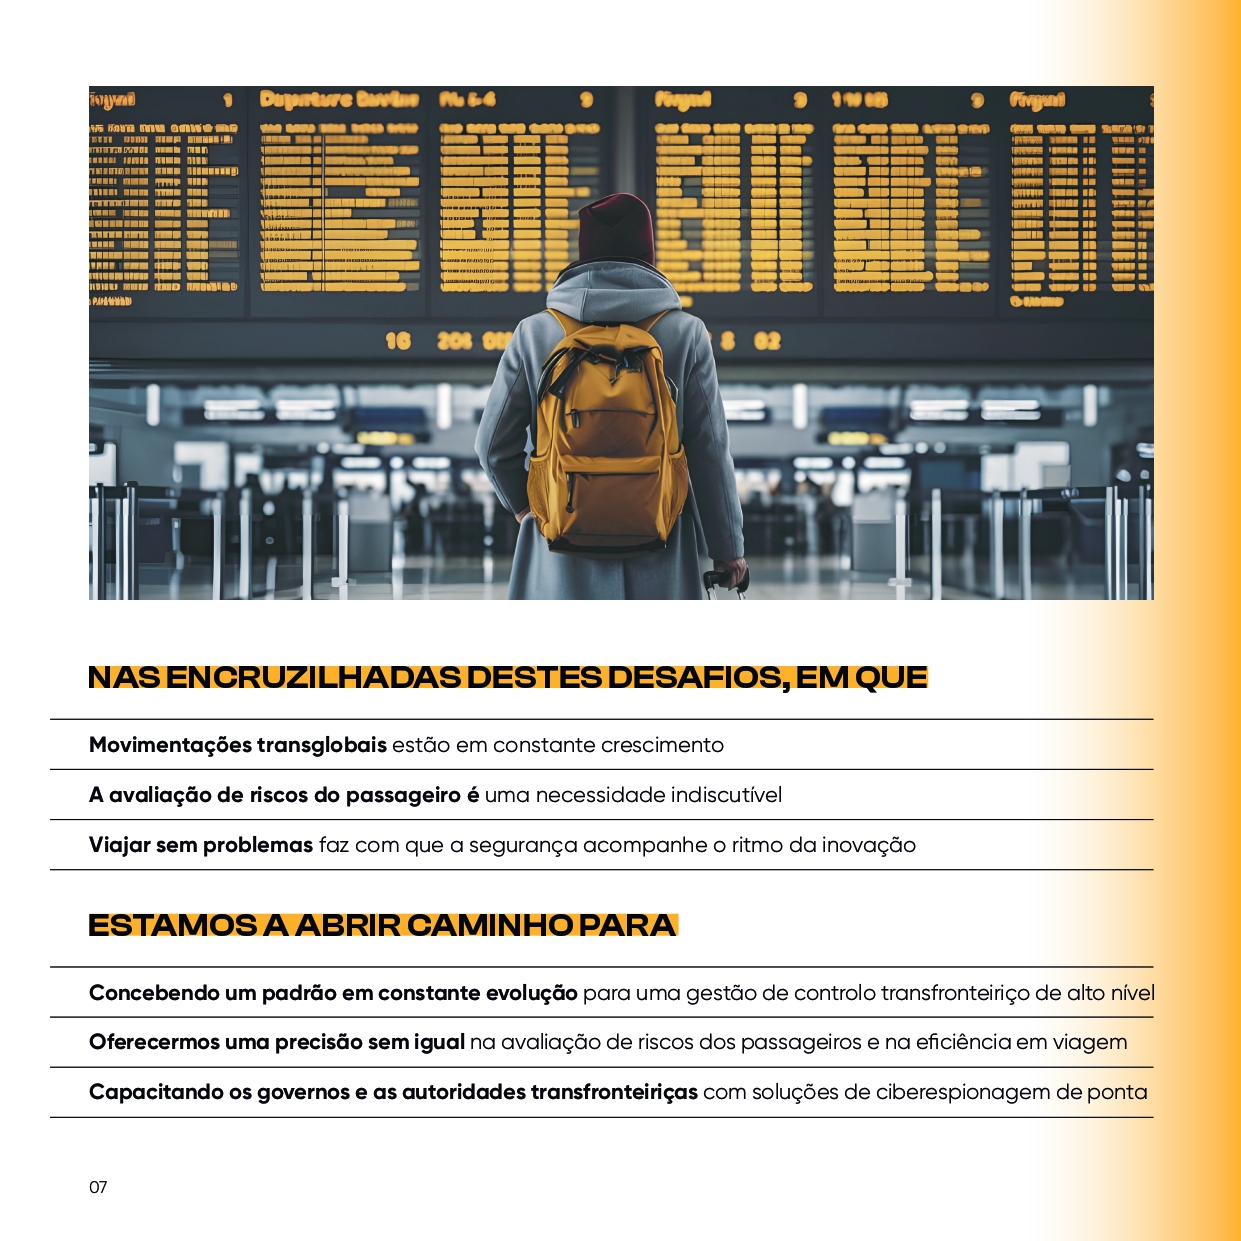 16
NAS ENCRUZILHADAS DESTES DESAFIOS, EM QUE
Movimentações transglobais estão em constante crescimento
A avaliação de riscos do passageiro é uma necessidade indiscutível
Viajar sem problemas faz com que a segurança acompanhe o ritmo da inovação
ESTAMOS A ABRIR CAMINHO PARA
Concebendo um padrão em constante evolução para uma gestão de controlo transfronteiriço de alto nível
Oferecermos uma precisão sem igual na avaliação de riscos dos passageiros e na eficiência em viagem
Capacitando os governos e as autoridades transfronteiriças com soluções de ciberespionagem de ponta
07